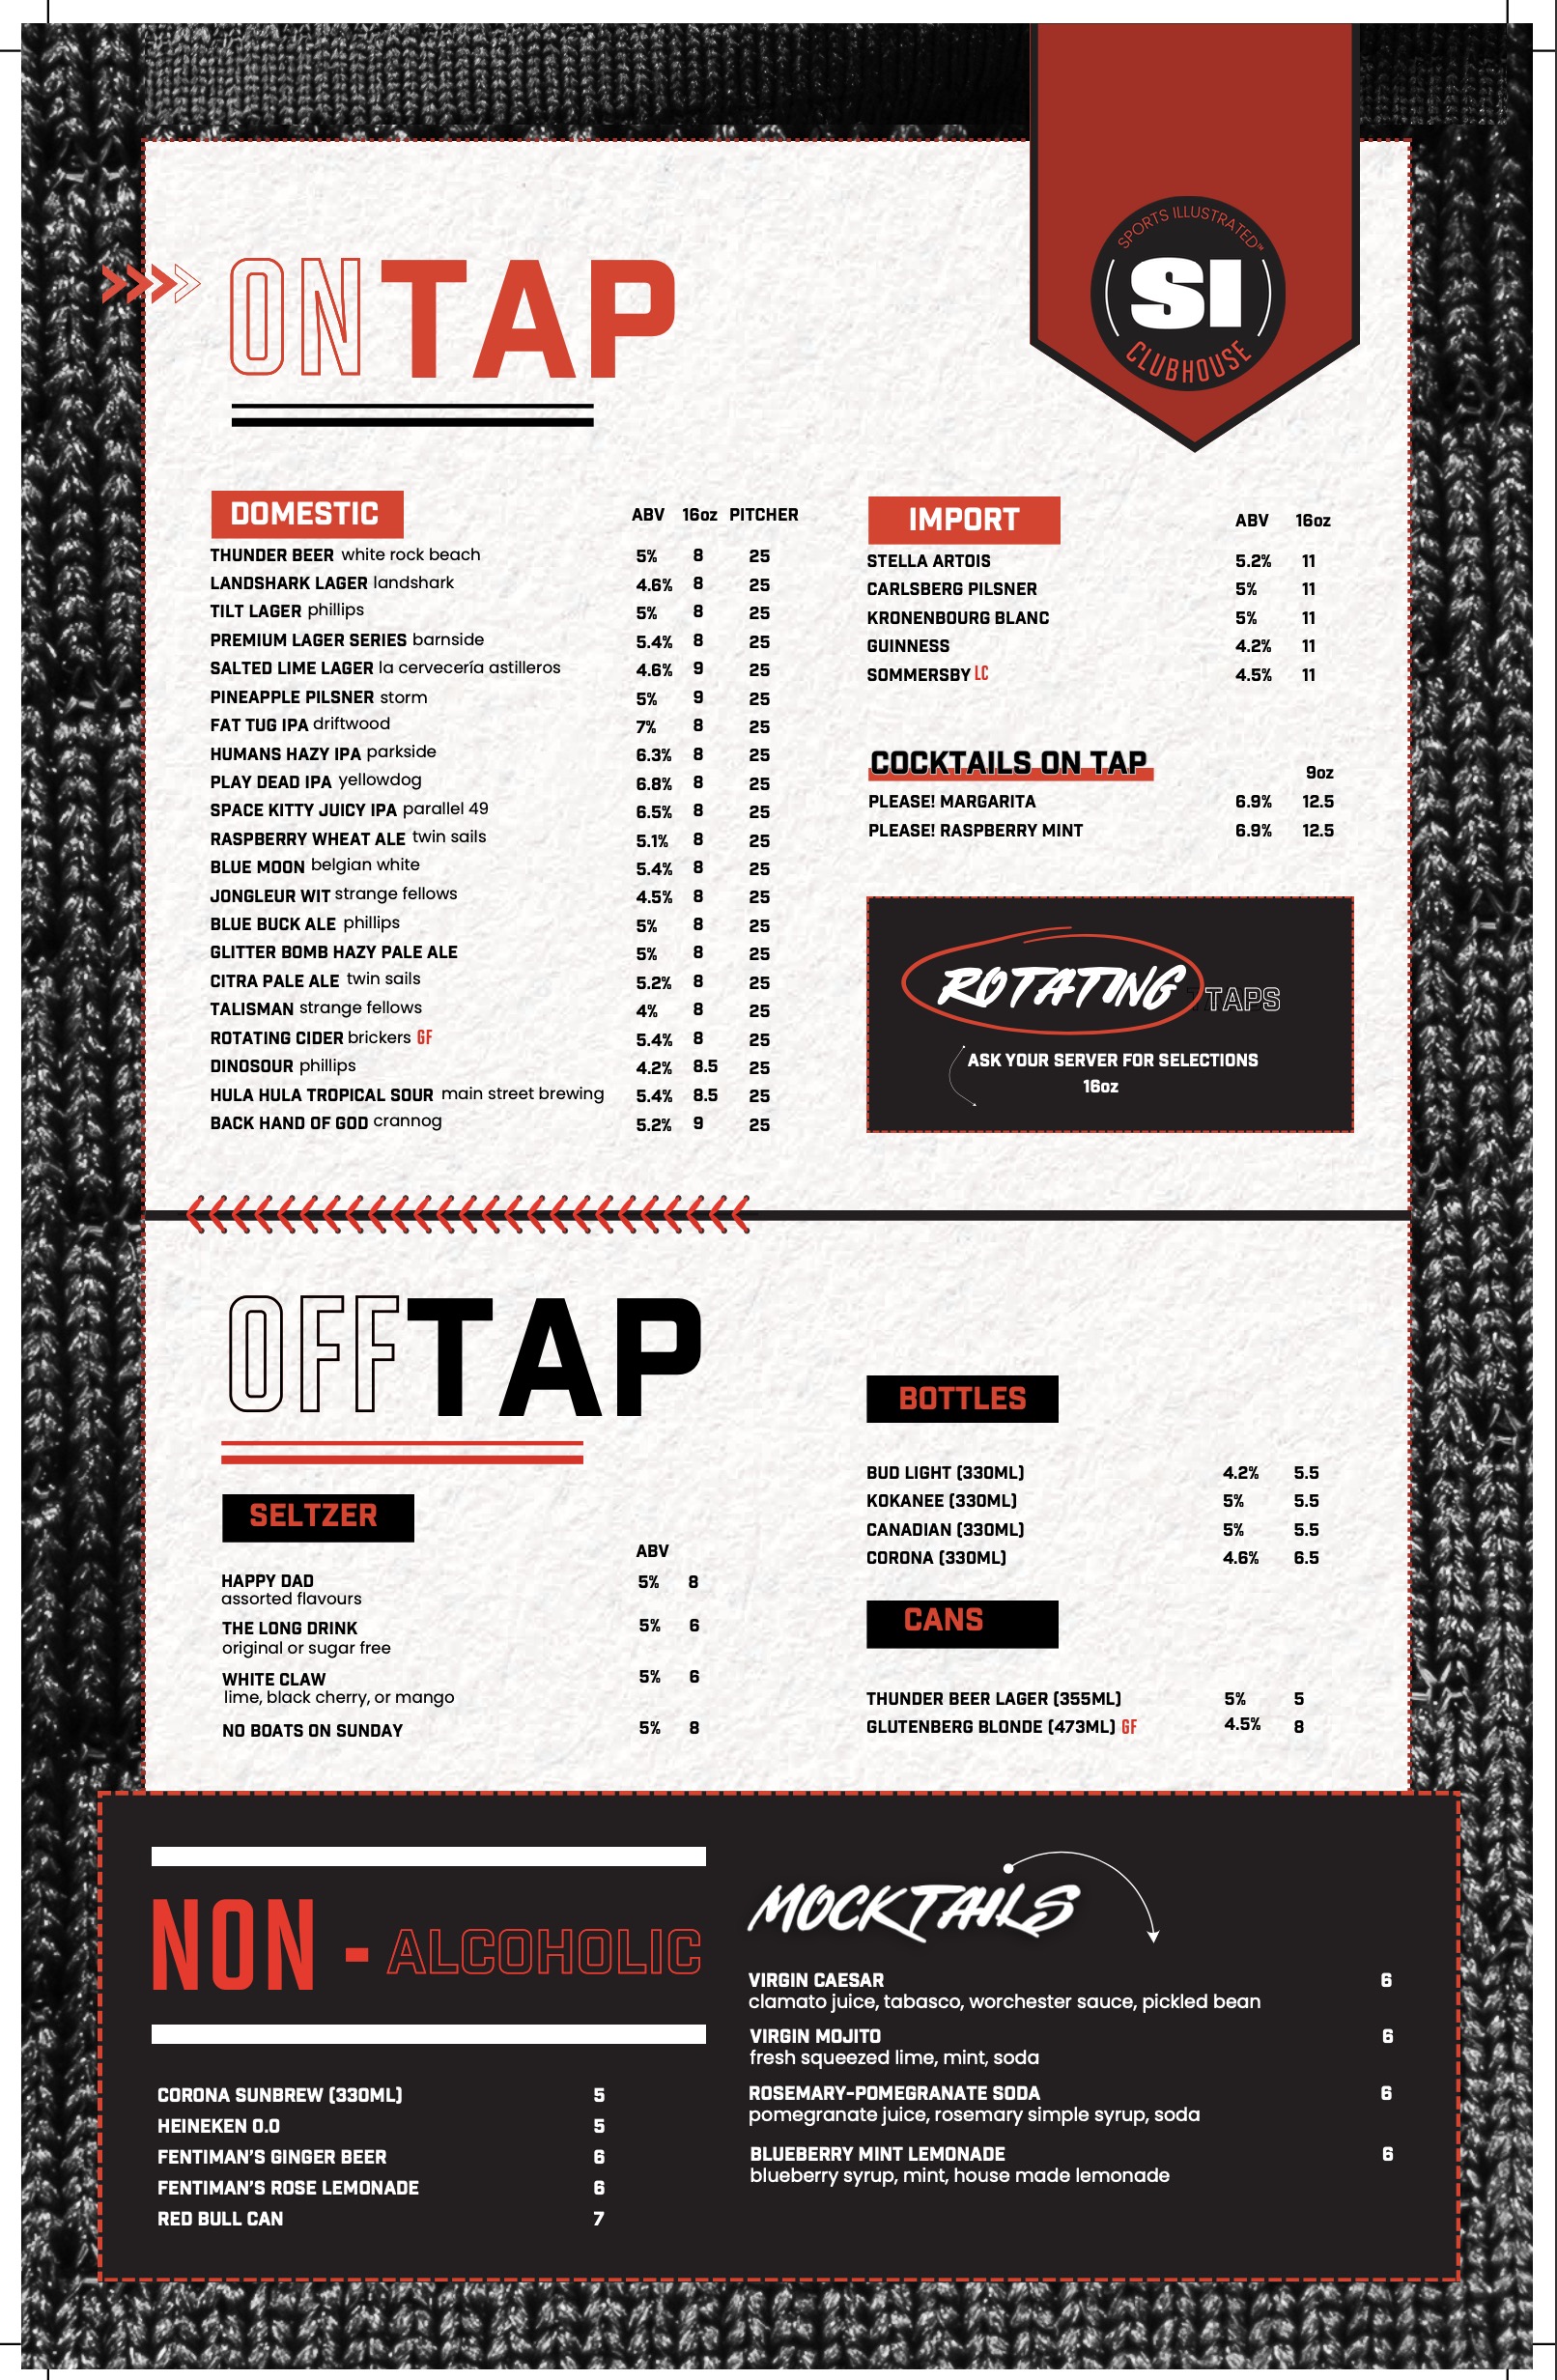 SPORTS ILLUSTRATED™
SI
CLUBHOUSE
ON TAP
DOMESTIC ABV 16oz PITCHER
THUNDER BEER white rock beach 5% 8 25
LANDSHARK LAGER landshark 4.6% 8 25
TILT LAGER phillips 5% 8 25
PREMIUM LAGER SERIES barnside 5.4% 8 25
SALTED LIME LAGER la cervecería astilleros 4.6% 9 25
PINEAPPLE PILSNER storm 5% 9 25
FAT TUG IPA driftwood 7% 8 25
HUMANS HAZY IPA parkside 6.3% 8 25
PLAY DEAD IPA yellowdog 6.8% 8 25
SPACE KITTY JUICY IPA parallel 49 6.5% 8 25
RASPBERRY WHEAT ALE twin sails 5.1% 8 25
BLUE MOON belgian white 5.4% 8 25
JONGLEUR WIT strange fellows 4.5% 8 25
BLUE BUCK ALE phillips 5% 8 25
GLITTER BOMB HAZY PALE ALE 5% 8 25
CITRA PALE ALE twin sails 5.2% 8 25
TALISMAN strange fellows 4% 8 25
ROTATING CIDER brickers GF 5.4% 8 25
DINOSOUR phillips 4.2% 8.5 25
HULA HULA TROPICAL SOUR main street brewing 5.4% 8.5 25
BACK HAND OF GOD crannog 5.2% 9 25
IMPORT ABV 16oz
STELLA ARTOIS 5.2% 11
CARLSBERG PILSNER 5% 11
KRONENBOURG BLANC 5% 11
GUINNESS 4.2% 11
SOMMERSBY LC 4.5% 11
COCKTAILS ON TAP 9oz
PLEASE! MARGARITA 6.9% 12.5
PLEASE! RASPBERRY MINT 6.9% 12.5
ROTATING TAPS
ASK YOUR SERVER FOR SELECTIONS
16oz
OFF TAP
SELTZER
ABV
HAPPY DAD 5% 8
assorted flavours
THE LONG DRINK 5% 6
original or sugar free
WHITE CLAW 5% 6
lime, black cherry, or mango
NO BOATS ON SUNDAY 5% 8
BOTTLES
BUD LIGHT (330ML) 4.2% 5.5
KOKANEE (330ML) 5% 5.5
CANADIAN (330ML) 5% 5.5
CORONA (330ML) 4.6% 6.5
CANS
THUNDER BEER LAGER (355ML) 5% 5
GLUTENBERG BLONDE (473ML) GF 4.5% 8
NON - ALCOHOLIC
CORONA SUNBREW (330ML) 5
HEINEKEN 0.0 5
FENTIMAN'S GINGER BEER 6
FENTIMAN'S ROSE LEMONADE 6
RED BULL CAN 7
MOCKTAILS
VIRGIN CAESAR 6
clamato juice, tabasco, worchester sauce, pickled bean
VIRGIN MOJITO 6
fresh squeezed lime, mint, soda
ROSEMARY-POMEGRANATE SODA 6
pomegranate juice, rosemary simple syrup, soda
BLUEBERRY MINT LEMONADE 6
blueberry syrup, mint, house made lemonade